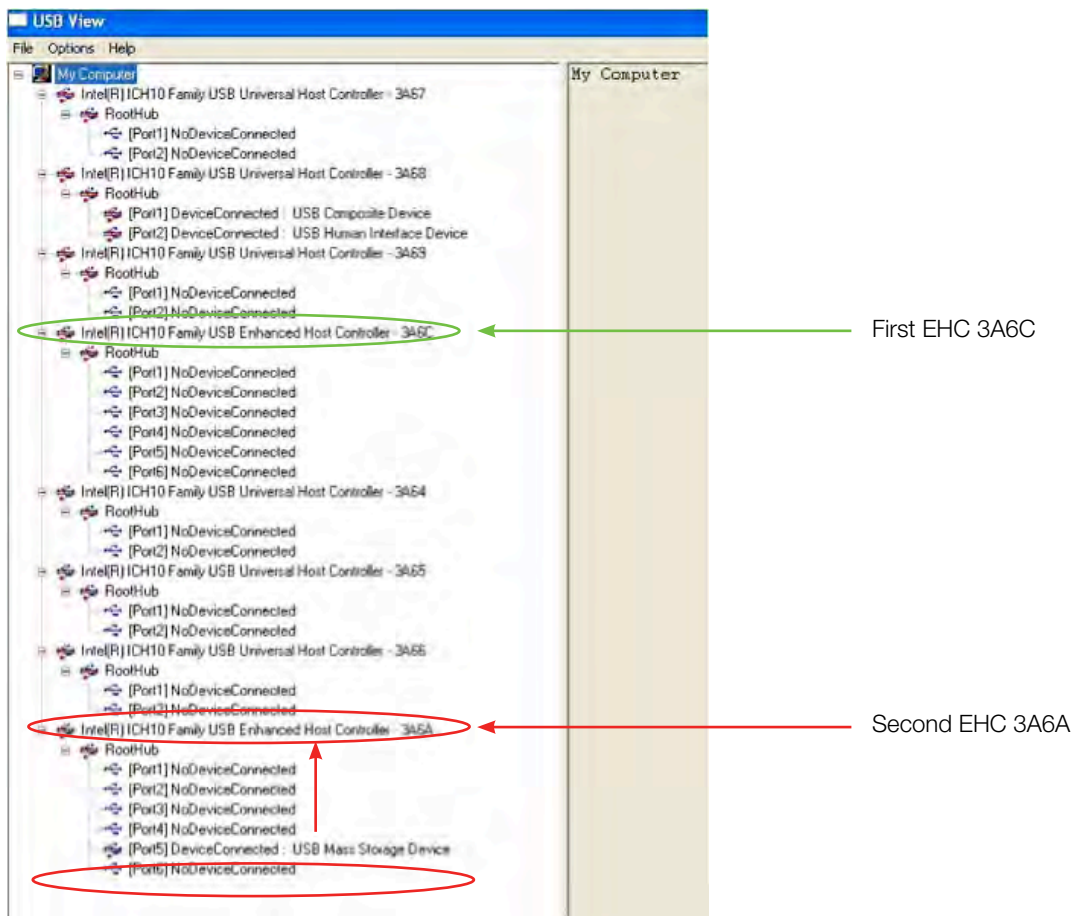 USB View
File Options Help
My Computer
My Computer
Intel(R) ICH10 Family USB Universal Host Controller - 3A67
RootHub
[Port1] NoDeviceConnected
[Port2] NoDeviceConnected
Intel(R) ICH10 Family USB Universal Host Controller - 3A68
RootHub
[Port1] DeviceConnected : USB Composite Device
[Port2] DeviceConnected : USB Human Interface Device
Intel(R) ICH10 Family USB Universal Host Controller - 3A69
RootHub
[Port1] NoDeviceConnected
[Port2] NoDeviceConnected
Intel(R) ICH10 Family USB Enhanced Host Controller - 3A6C
First EHC 3A6C
RootHub
[Port1] NoDeviceConnected
[Port2] NoDeviceConnected
[Port3] NoDeviceConnected
[Port4] NoDeviceConnected
[Port5] NoDeviceConnected
[Port6] NoDeviceConnected
Intel(R) ICH10 Family USB Universal Host Controller - 3A64
RootHub
[Port1] NoDeviceConnected
[Port2] NoDeviceConnected
Intel(R) ICH10 Family USB Universal Host Controller - 3A65
RootHub
[Port1] NoDeviceConnected
[Port2] NoDeviceConnected
Intel(R) ICH10 Family USB Universal Host Controller - 3A66
RootHub
[Port1] NoDeviceConnected
[Port2] NoDeviceConnected
Intel(R) ICH10 Family USB Enhanced Host Controller - 3A6A
Second EHC 3A6A
RootHub
[Port1] NoDeviceConnected
[Port2] NoDeviceConnected
[Port3] NoDeviceConnected
[Port4] NoDeviceConnected
[Port5] DeviceConnected : USB Mass Storage Device
[Port6] NoDeviceConnected